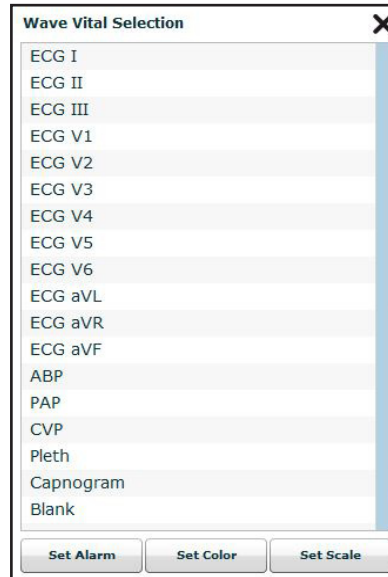 Wave Vital Selection
ECG I
ECG II
ECG III
ECG V1
ECG V2
ECG V3
ECG V4
ECG V5
ECG V6
ECG aVL
ECG aVR
ECG aVF
ABP
PAP
CVP
Pleth
Capnogram
Blank
Set Alarm Set Color Set Scale